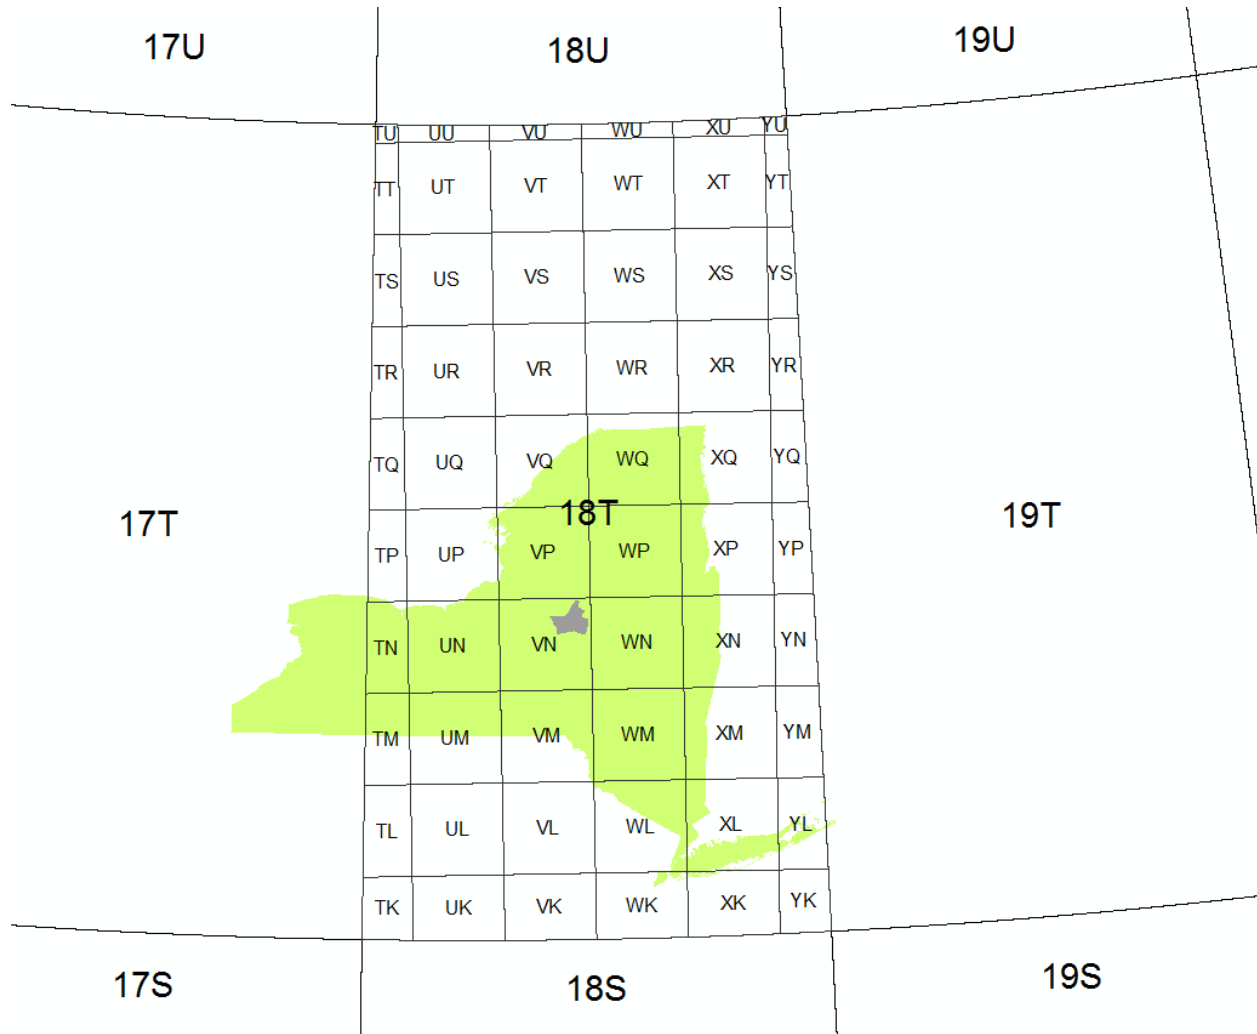 17U 18U 19U
TU UU VU WU XU YU
TT UT VT WT XT YT
TS US VS WS XS YS
TR UR VR WR XR YR
TQ UQ VQ WQ XQ YQ
17T 18T 19T
TP UP VP WP XP YP
TN UN VN WN XN YN
TM UM VM WM XM YM
TL UL VL WL XL YL
TK UK VK WK XK YK
17S 18S 19S